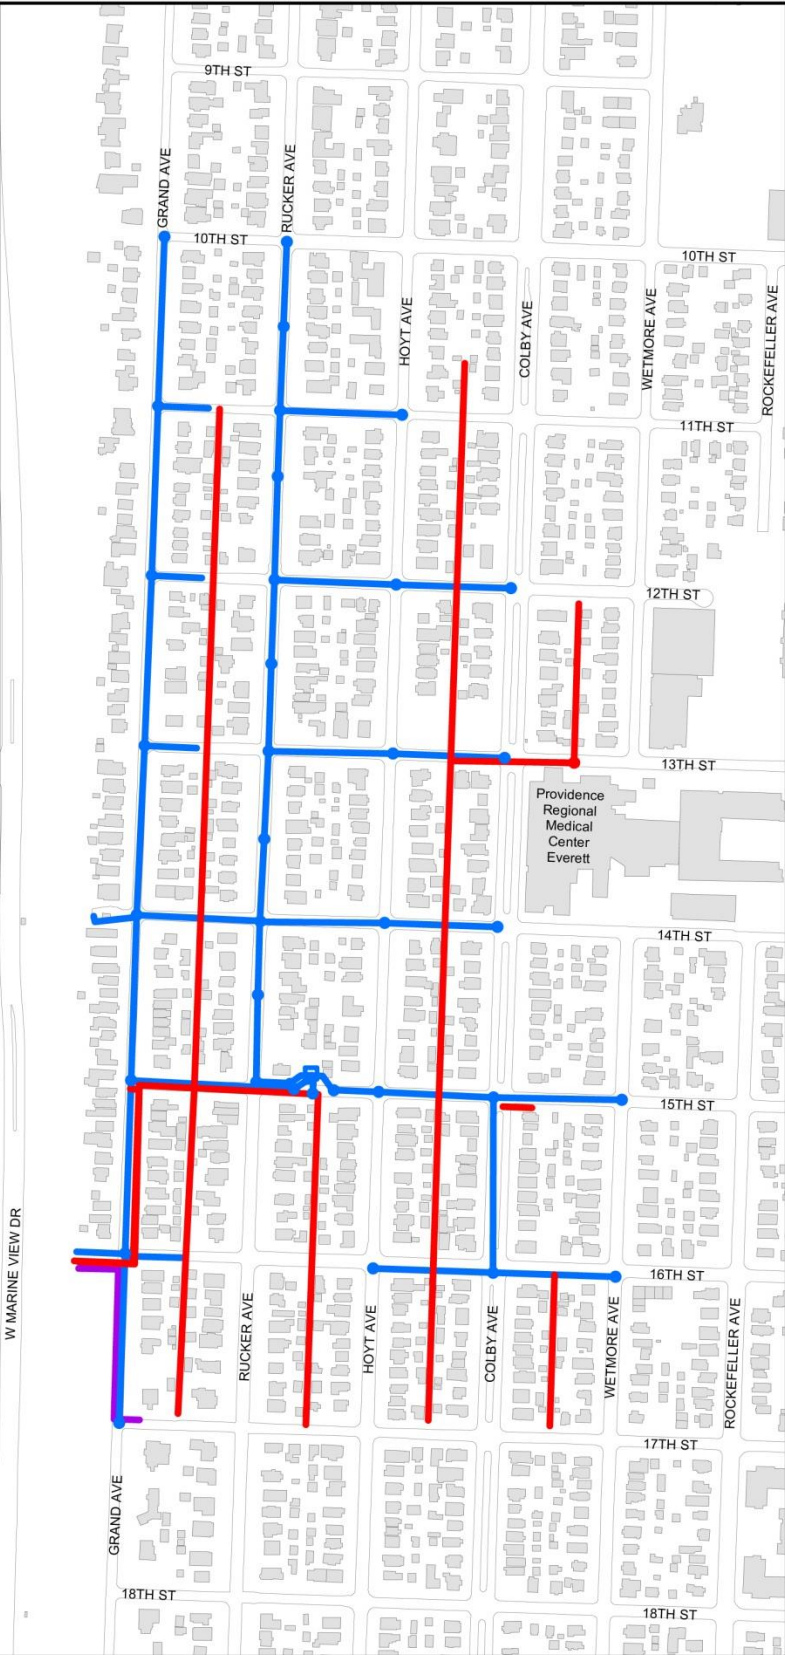 9TH ST
GRAND AVE
RUCKER AVE
10TH ST
10TH ST
HOYT AVE
COLBY AVE
WETMORE AVE
ROCKEFELLER AVE
11TH ST
12TH ST
13TH ST
Providence
Regional
Medical
Center
Everett
14TH ST
15TH ST
W MARINE VIEW DR
16TH ST
RUCKER AVE
HOYT AVE
COLBY AVE
WETMORE AVE
ROCKEFELLER AVE
17TH ST
GRAND AVE
18TH ST
18TH ST